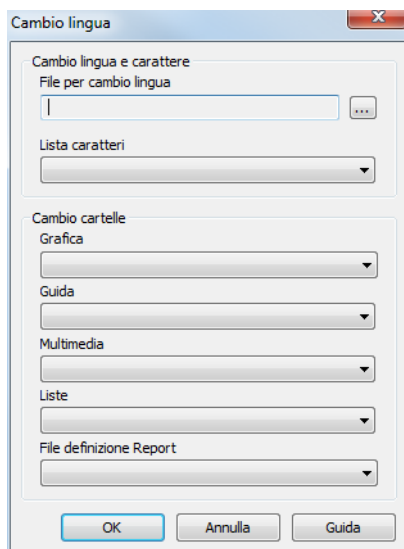 Cambio lingua
Cambio lingua e carattere
File per cambio lingua
...
Lista caratteri
Cambio cartelle
Grafica
Guida
Multimedia
Liste
File definizione Report
OK Annulla Guida